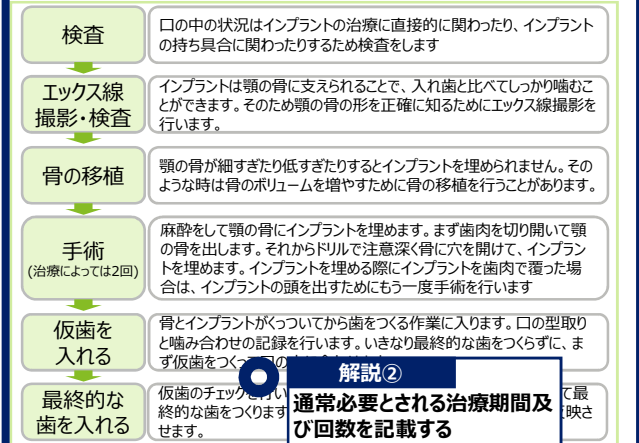 検査
口の中の状況はインプラントの治療に直接的に関わったり、インプラント
の持ち具合に関わったりするため検査をします
エックス線
撮影・検査
インプラントは顎の骨に支えられることで、入れ歯と比べてしっかり噛むこ
とができます。そのため顎の骨の形を正確に知るためにエックス線撮影を
行います。
骨の移植
顎の骨が細すぎたり低すぎたりするとインプラントを埋められません。そ の
ような時は骨のボリュームを増やすために骨の移植を行うことがあります。
手術
(治療によっては2回)
麻酔をして顎の骨にインプラントを埋めます。まず歯肉を切り開いて顎
の骨を出します。それからドリルで注意深く骨に穴を開けて、インプラン
トを埋めます。インプラントを埋める際にインプラントを歯肉で覆った場
合は、インプラントの頭を出すためにもう一度手術を行います
仮歯を
入れる
骨とインプラントがくっついてから歯をつくる作業に入ります。口の型取り
と噛み合わせの記録を行います。いきなり最終的な歯をつくらずに、ま
ず仮歯をつくって口の
最終的な
歯を入れる
仮歯のチェックを行い て最
終的な歯をつくります 反映さ
せます。
解説②
通常必要とされる治療期間及
び回数を記載する